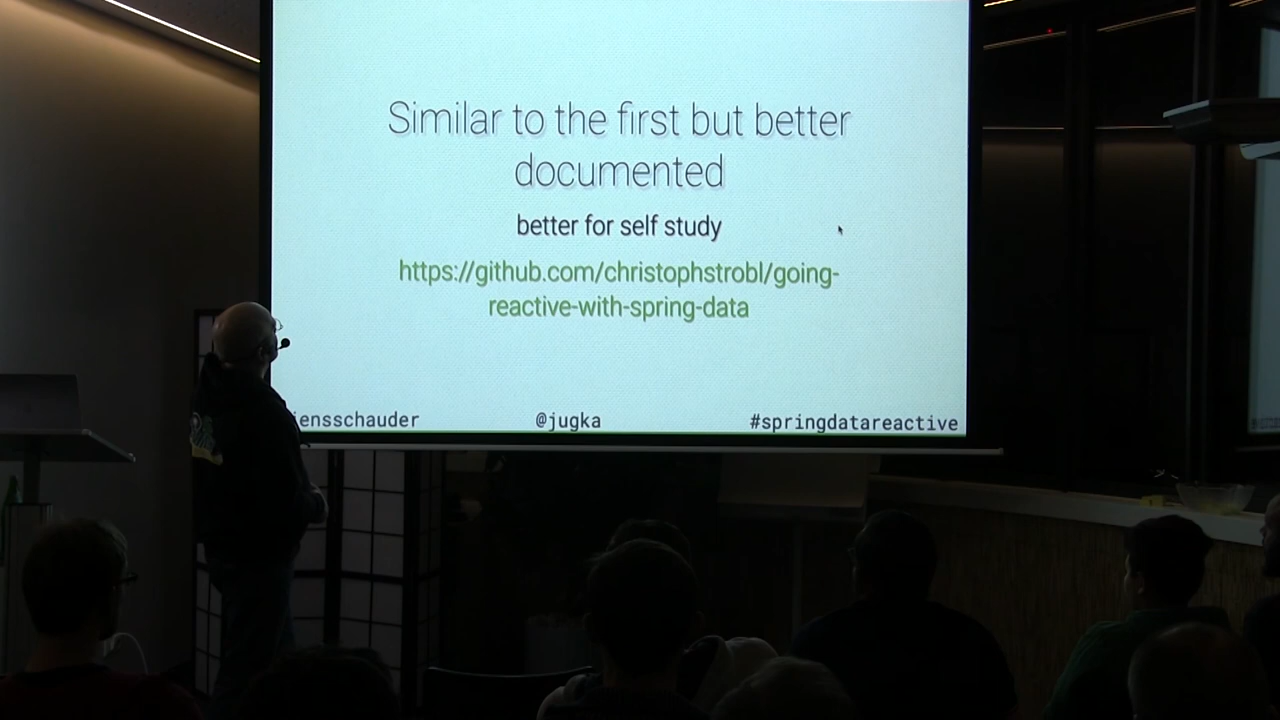 Similar to the first but better
documented
better for self study
https://github.com/christophstrobl/going-
reactive-with-spring-data
jensschauder @jugka #springdatareactive